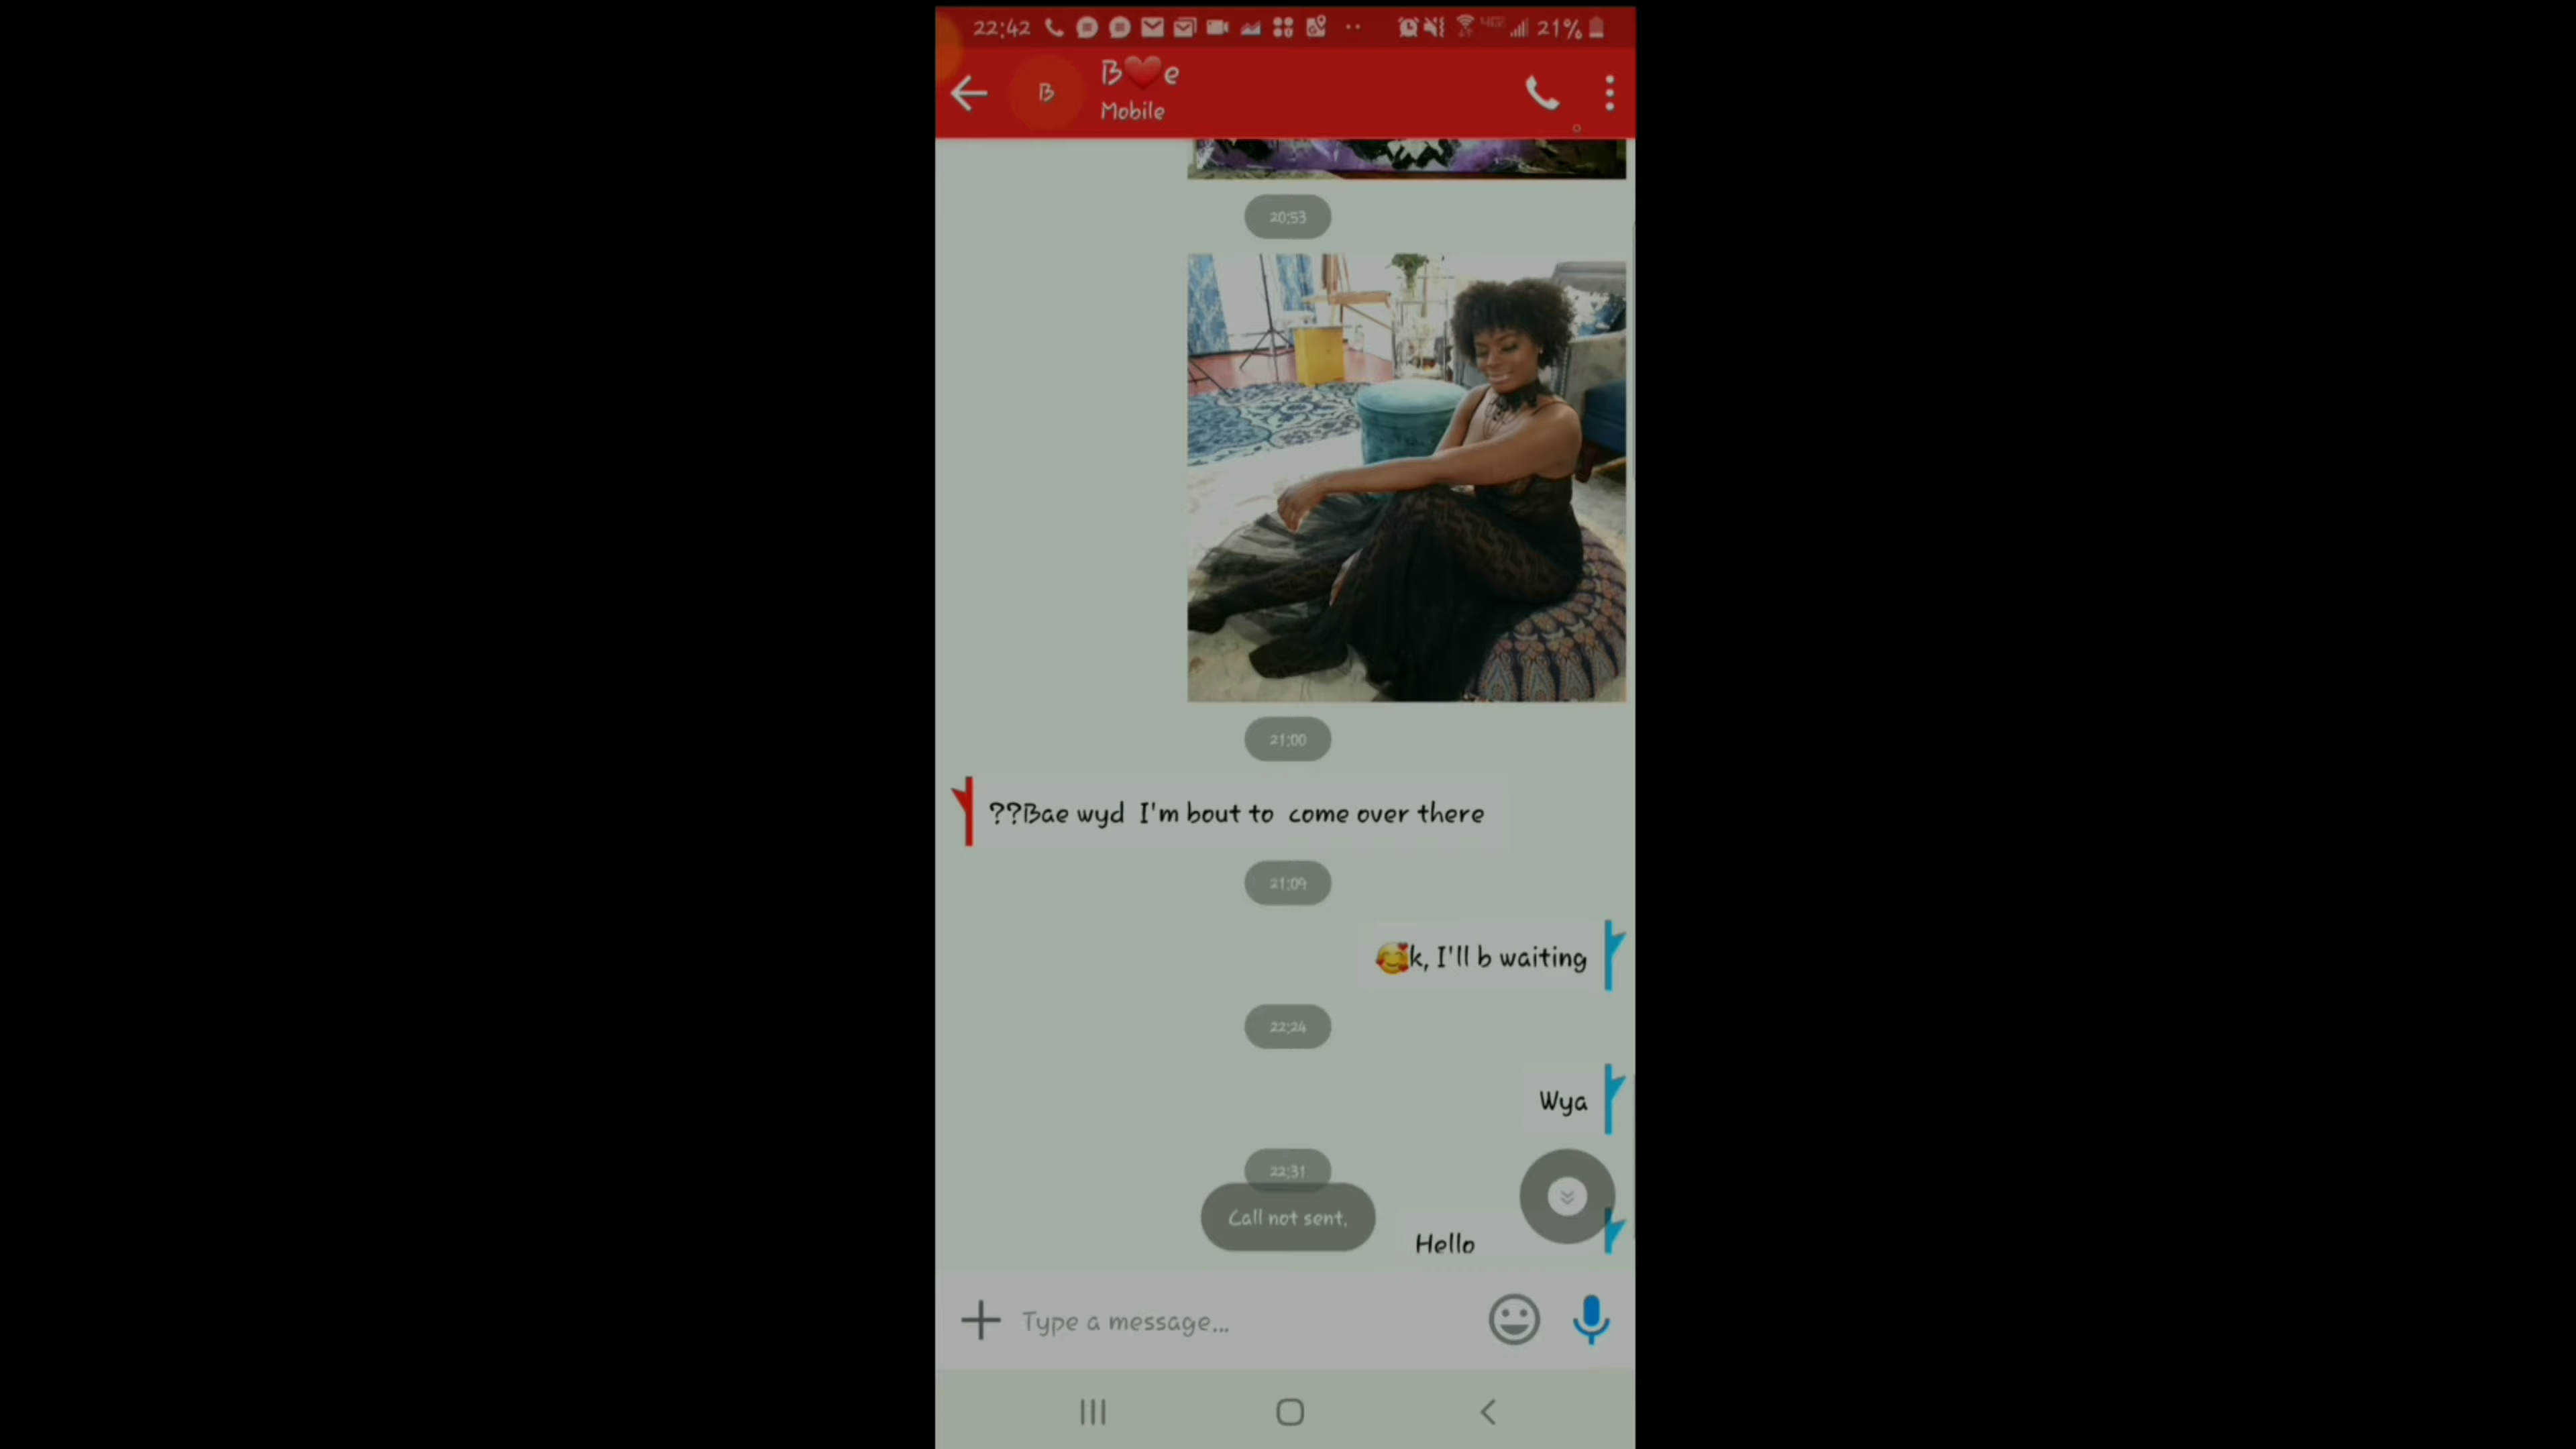 22:42
4GE
21%
B
B❤️e
Mobile
20:53
21:00
??Bae wyd I'm bout to come over there
21:09
🥰k, I'll b waiting
22:24
Wya
22:31
Call not sent.
Hello
Type a message...